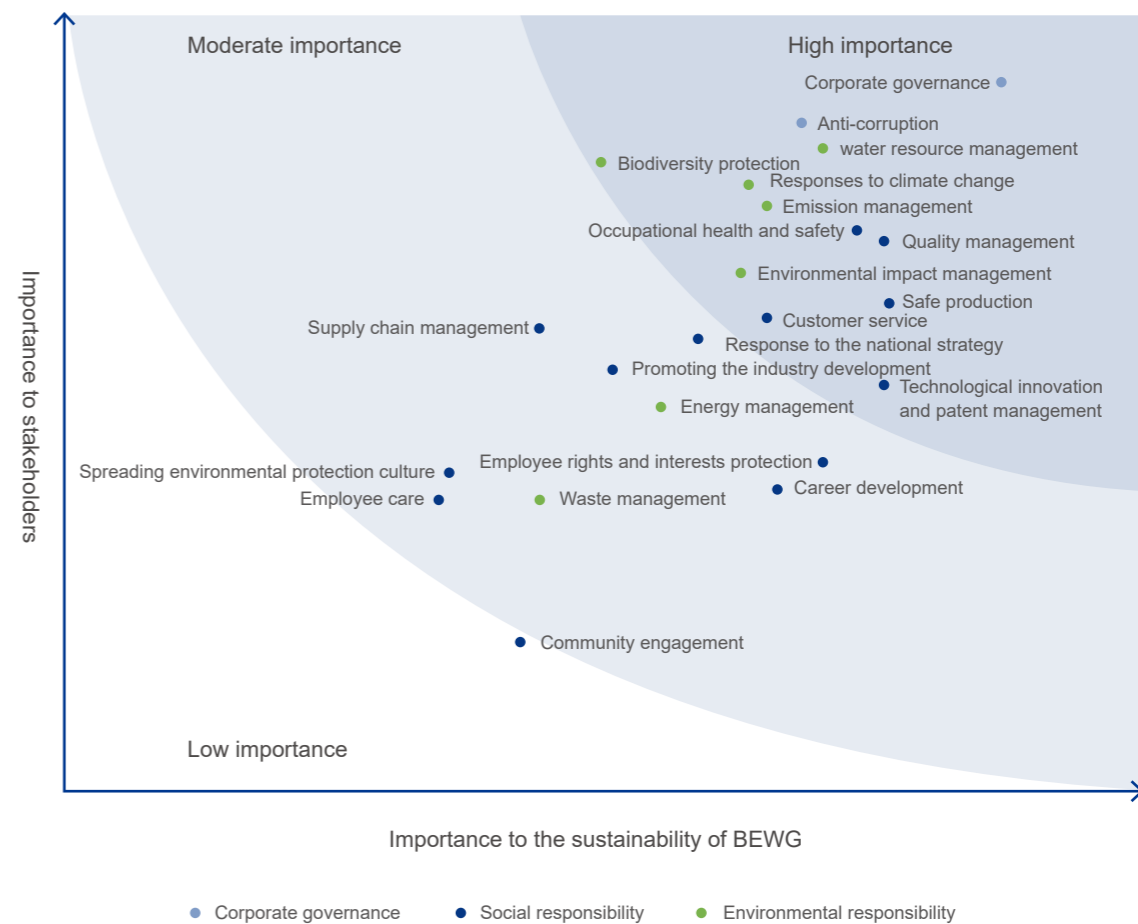 Moderate importance
High importance
Corporate governance
Anti-corruption
water resource management
Biodiversity protection
Responses to climate change
Emission management
Occupational health and safety
Quality management
Environmental impact management
Safe production
Customer service
Supply chain management
Response to the national strategy
Promoting the industry development
Technological innovation
and patent management
Energy management
Employee rights and interests protection
Spreading environmental protection culture
Career development
Employee care
Waste management
Community engagement
Low importance
Importance to stakeholders
Importance to the sustainability of BEWG
Corporate governance
Social responsibility
Environmental responsibility